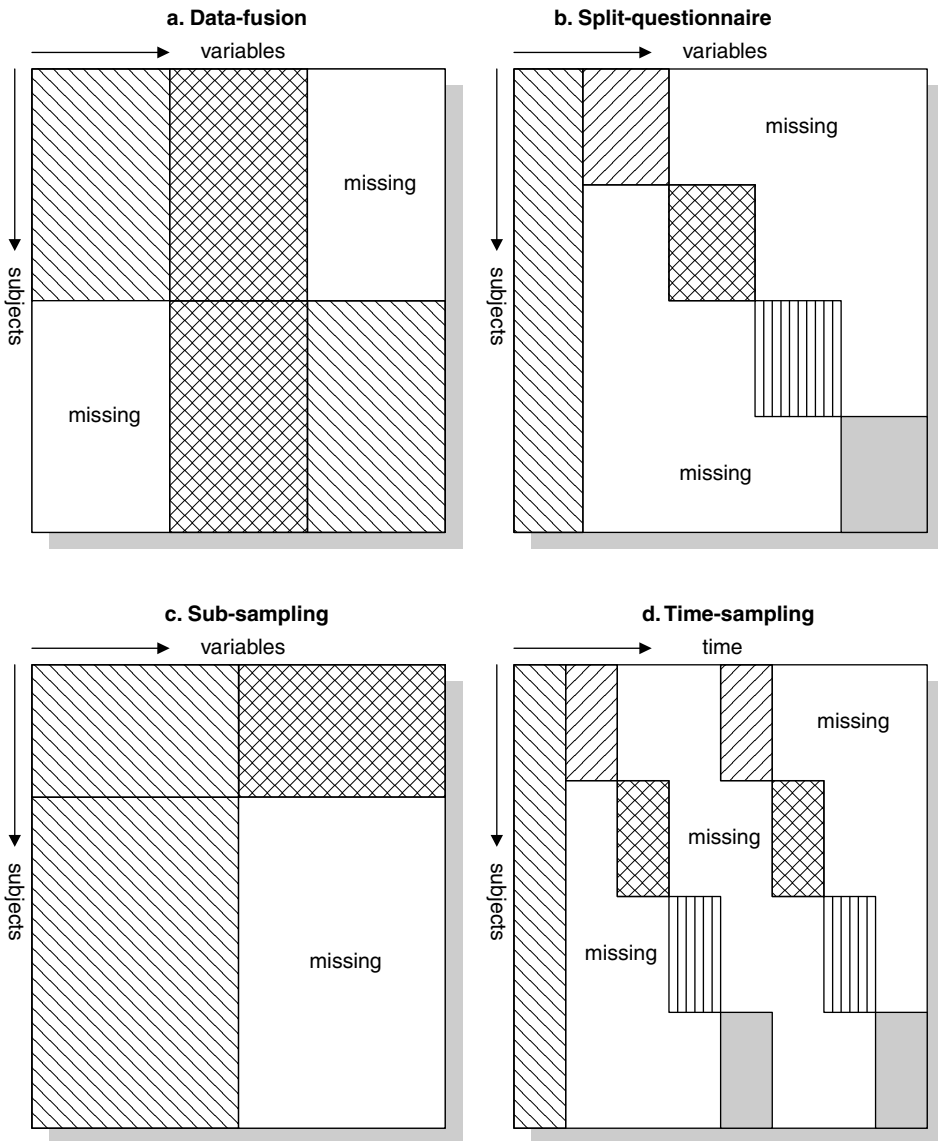 a. Data-fusion
variables
subjects
missing
missing
b. Split-questionnaire
variables
subjects
missing
missing
c. Sub-sampling
variables
subjects
missing
d. Time-sampling
time
subjects
missing
missing
missing